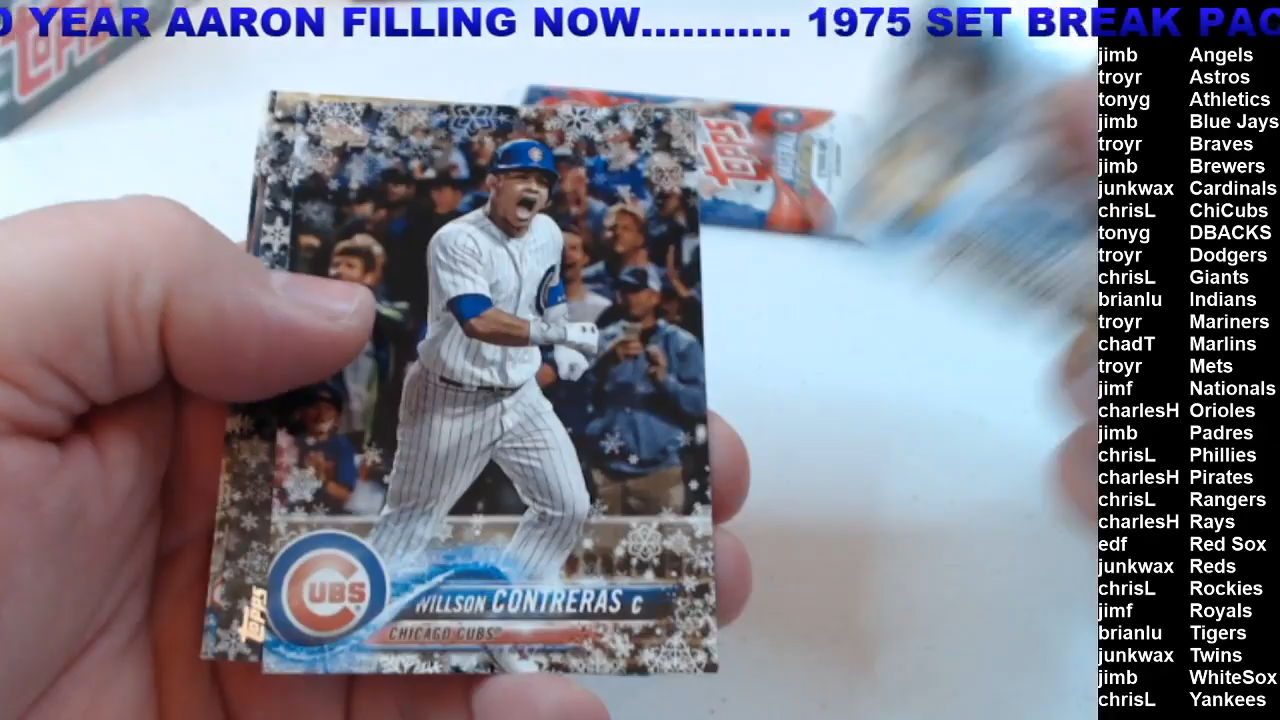 0 YEAR AARON FILLING NOW........... 1975 SET BREAK PAC
TOPPS
TOPPS
CUBS
WILLSON CONTRERAS C
CHICAGO CUBS
TOPPS
jimb Angels
troyr Astros
tonyg Athletics
jimb Blue Jays
troyr Braves
jimb Brewers
junkwax Cardinals
chrisL ChiCubs
tonyg DBACKS
troyr Dodgers
chrisL Giants
brianlu Indians
troyr Mariners
chadT Marlins
troyr Mets
jimf Nationals
charlesH Orioles
jimb Padres
chrisL Phillies
charlesH Pirates
chrisL Rangers
charlesH Rays
edf Red Sox
junkwax Reds
chrisL Rockies
jimf Royals
brianlu Tigers
junkwax Twins
jimb WhiteSox
chrisL Yankees